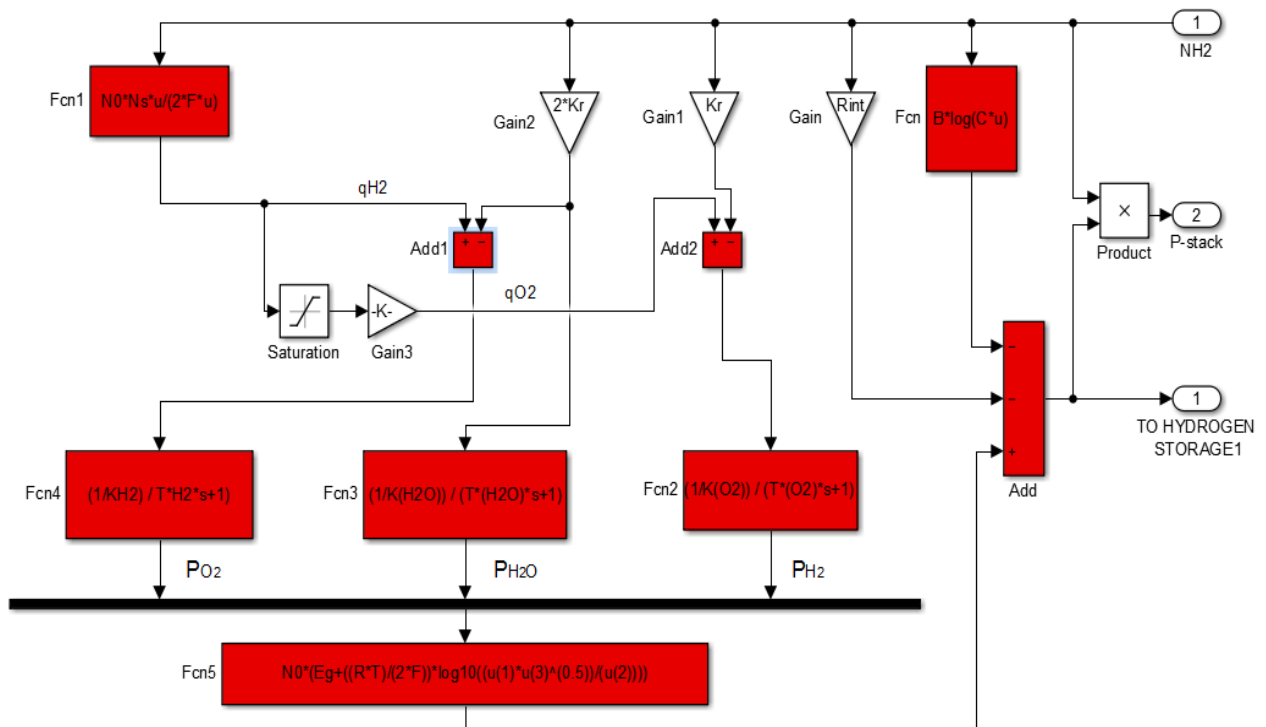 1
NH2
Fcn1
N0*Ns*u/(2*F*u)
2*Kr
Gain2
Kr
Gain1
Rint
Gain
Fcn
B*log(C*u)
qH2
Add1
+ −
Add2
+ −
×
Product
2
P-stack
Saturation
-K-
Gain3
qO2
−
−
+
Add
1
TO HYDROGEN
STORAGE1
Fcn4
(1/KH2) / T*H2*s+1)
Fcn3
(1/K(H2O)) / (T*(H2O)*s+1)
Fcn2
(1/K(O2)) / (T*(O2)*s+1)
PO2
PH2O
PH2
Fcn5
N0*(Eg+((R*T)/(2*F))*log10((u(1)*u(3)^(0.5))/(u(2))))